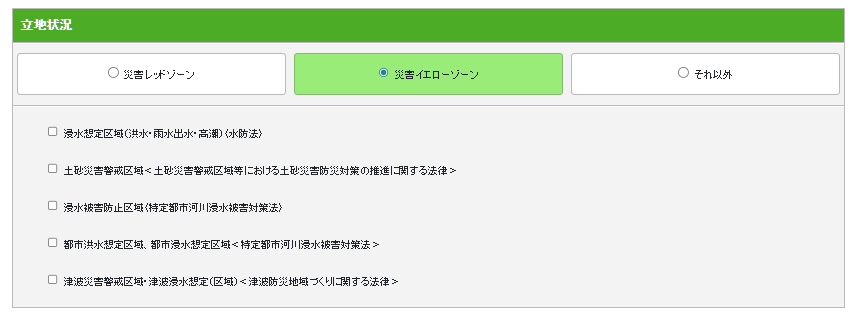 立地状況
災害レッドゾーン
災害イエローゾーン
それ以外
浸水想定区域(洪水・雨水出水・高潮)〈水防法〉
土砂災害警戒区域＜土砂災害警戒区域等における土砂災害防災対策の推進に関する法律＞
浸水被害防止区域〈特定都市河川浸水被害対策法〉
都市洪水想定区域、都市浸水想定区域＜特定都市河川浸水被害対策法＞
津波災害警戒区域・津波浸水想定(区域)＜津波防災地域づくりに関する法律＞